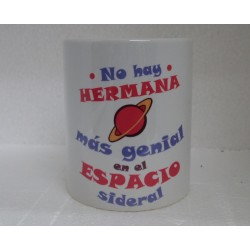 • No hay •
HERMANA
más genial
en el
ESPACIO
sideral